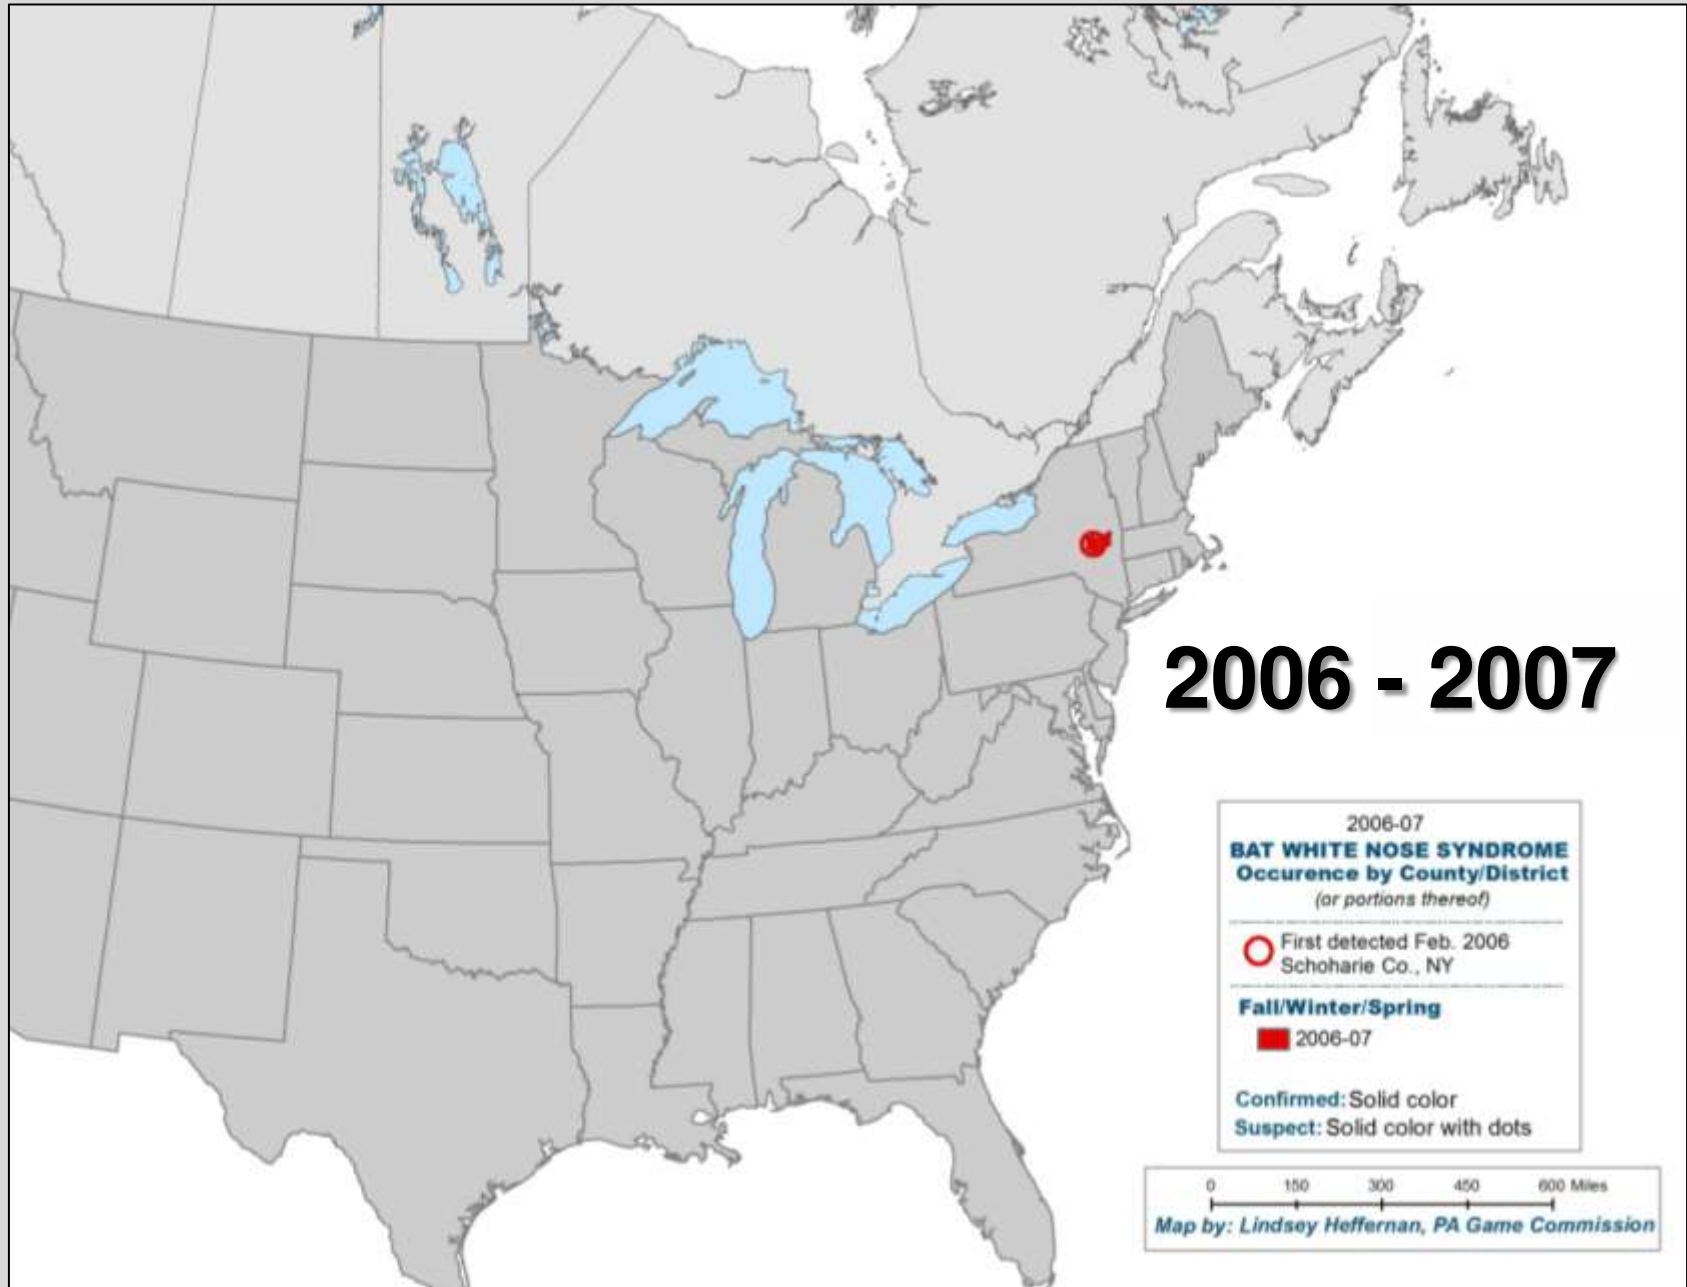 2006 - 2007
2006-07
BAT WHITE NOSE SYNDROME
Occurence by County/District
(or portions thereof)
First detected Feb. 2006
Schoharie Co., NY
Fall/Winter/Spring
2006-07
Confirmed: Solid color
Suspect: Solid color with dots
0 150 300 450 600 Miles
Map by: Lindsey Heffernan, PA Game Commission